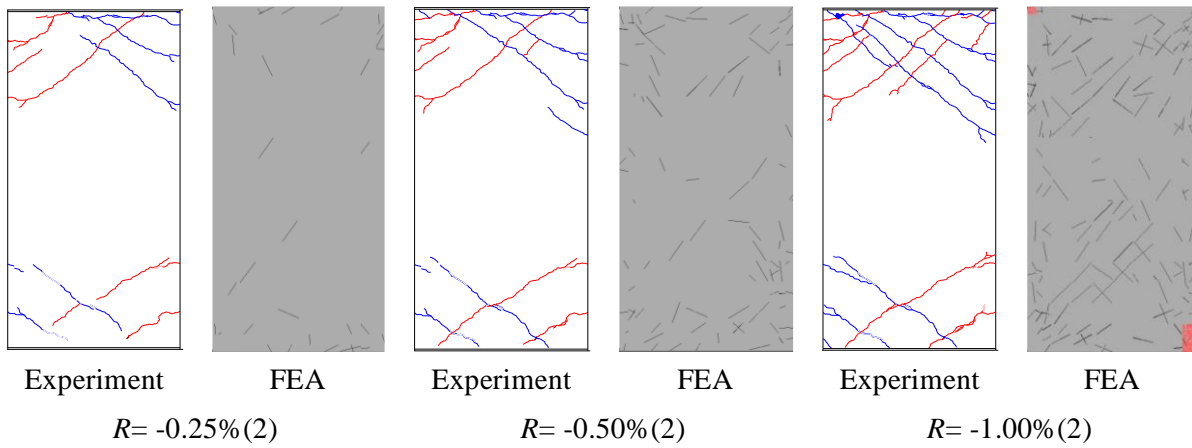 Experiment FEA Experiment FEA Experiment FEA
R= -0.25%(2) R= -0.50%(2) R= -1.00%(2)